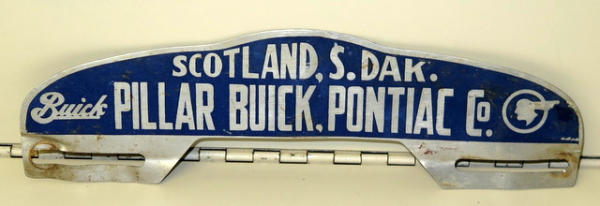 SCOTLAND, S. DAK.
Buick PILLAR BUICK, PONTIAC Co.